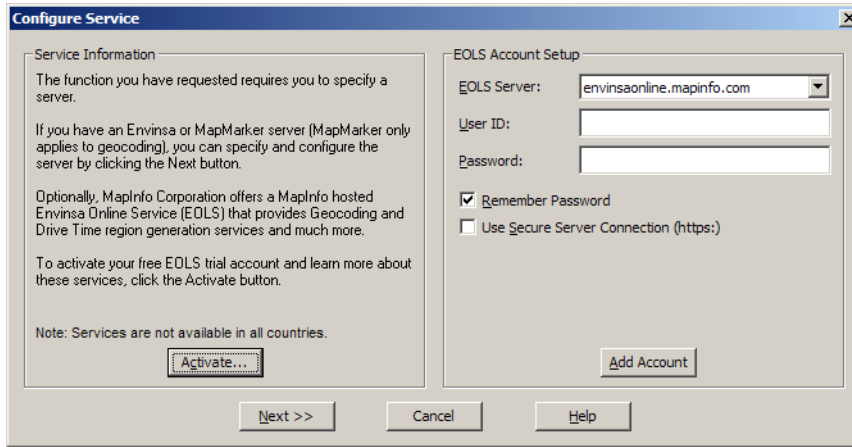 Configure Service
Service Information
The function you have requested requires you to specify a
server.
If you have an Envinsa or MapMarker server (MapMarker only
applies to geocoding), you can specify and configure the
server by clicking the Next button.
Optionally, MapInfo Corporation offers a MapInfo hosted
Envinsa Online Service (EOLS) that provides Geocoding and
Drive Time region generation services and much more.
To activate your free EOLS trial account and learn more about
these services, click the Activate button.
Note: Services are not available in all countries.
Activate...
EOLS Account Setup
EOLS Server:
envinsaonline.mapinfo.com
User ID:
Password:
Remember Password
Use Secure Server Connection (https:)
Add Account
Next >>
Cancel
Help